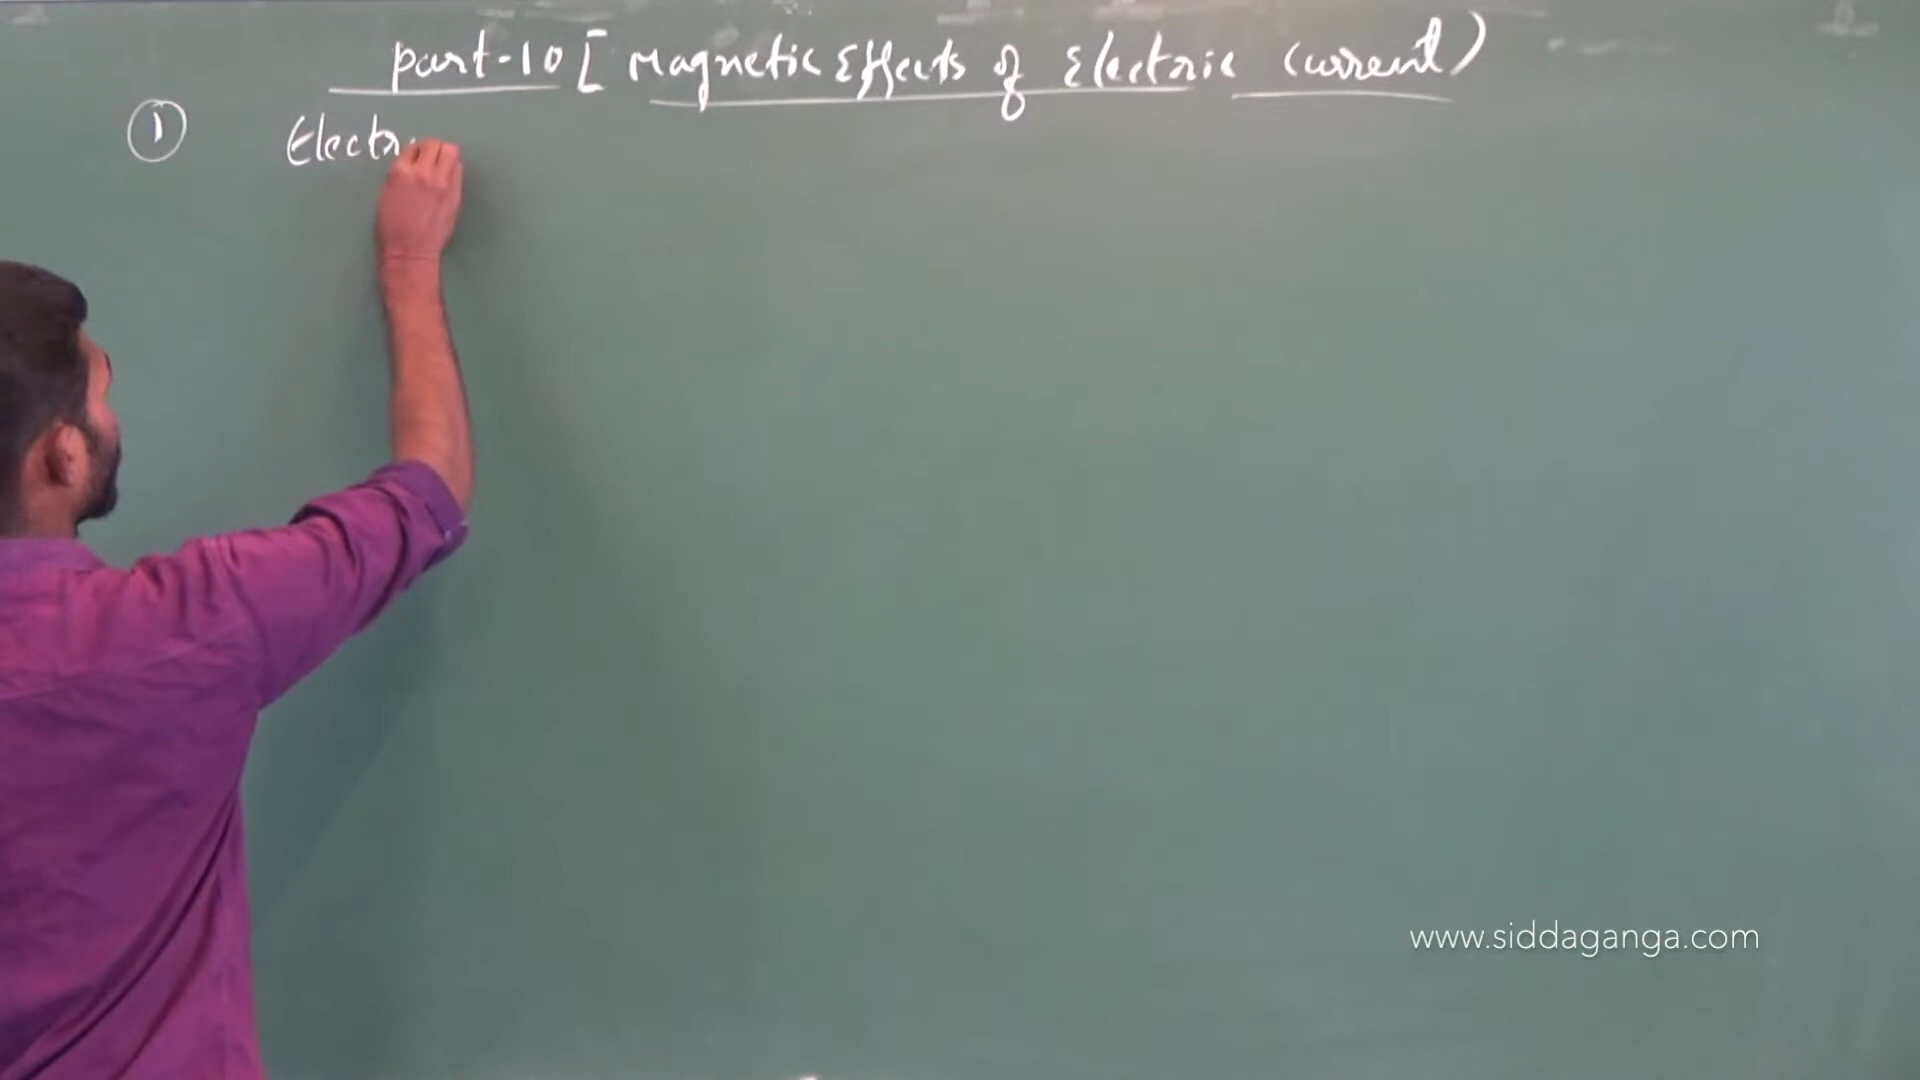 part-10 [Magnetic Effects of Electric Current)
① Electr
www.siddaganga.com